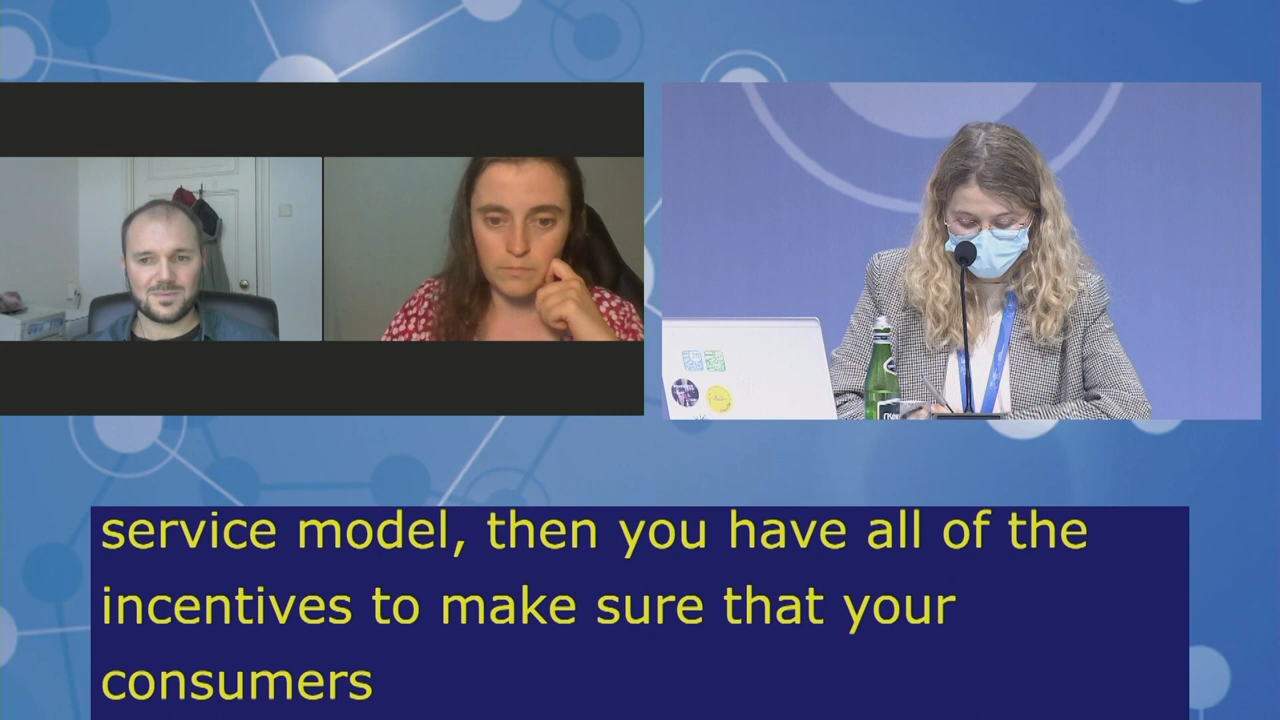 service model, then you have all of the
incentives to make sure that your
consumers